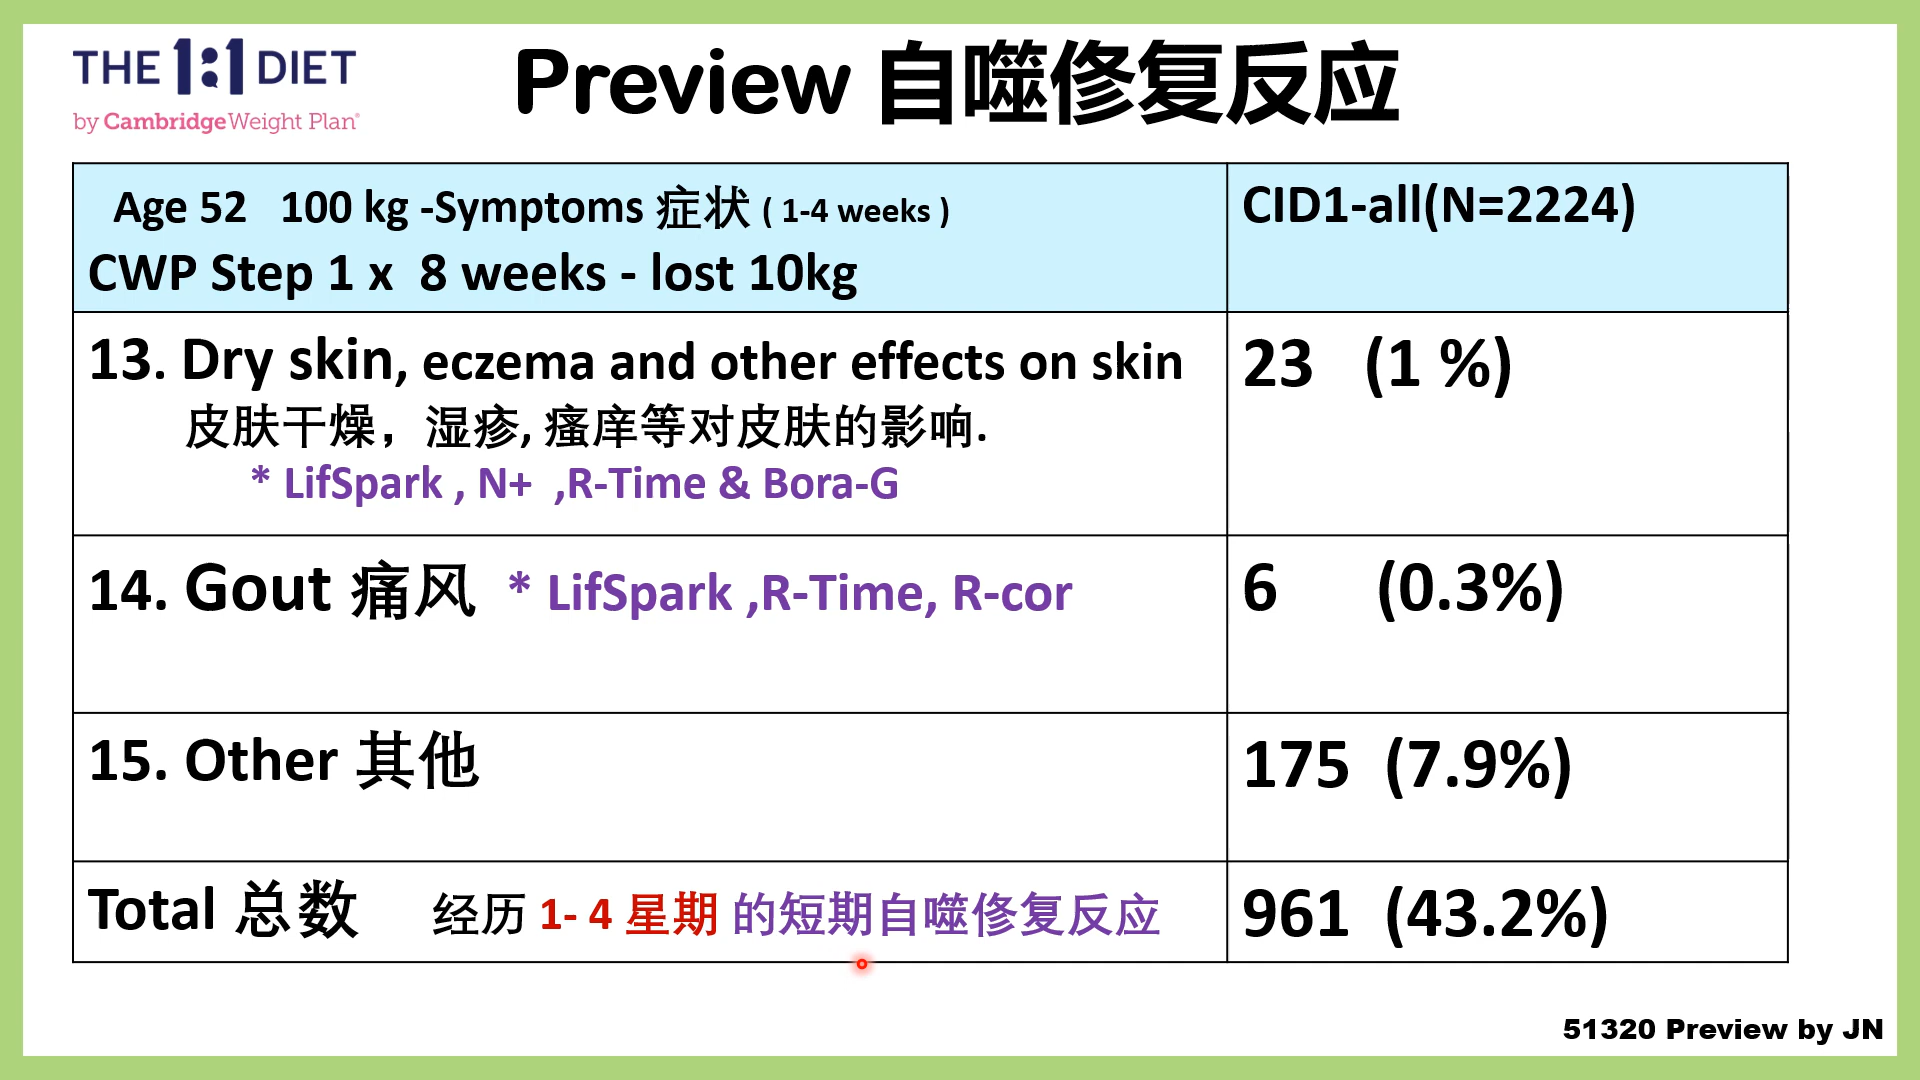 THE 1:1 DIET
by CambridgeWeight Plan®
Preview 自噬修复反应
Age 52 100 kg -Symptoms 症状 ( 1-4 weeks )
CWP Step 1 x 8 weeks - lost 10kg
CID1-all(N=2224)
13. Dry skin, eczema and other effects on skin
皮肤干燥，湿疹, 瘙庠等对皮肤的影响.
* LifSpark , N+ ,R-Time & Bora-G
23 (1 %)
14. Gout 痛风 * LifSpark ,R-Time, R-cor
6 (0.3%)
15. Other 其他
175 (7.9%)
Total 总数 经历 1- 4 星期 的短期自噬修复反应
961 (43.2%)
51320 Preview by JN